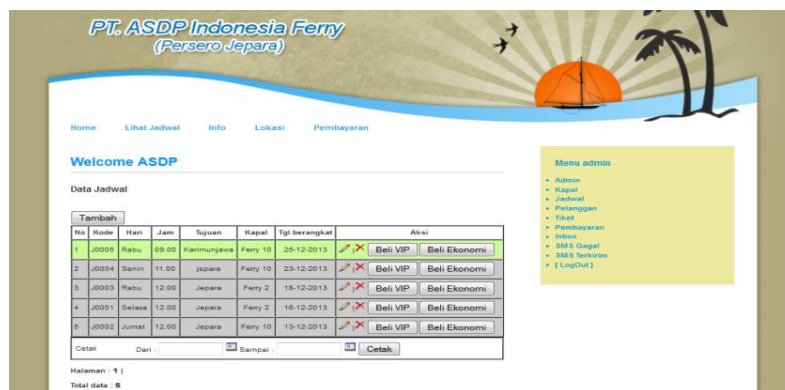 PT. ASDP Indonesia Ferry
(Persero Jepara)
Home Lihat Jadwal Info Lokasi Pembayaran
Welcome ASDP
Data Jadwal
Tambah
No Kode Hari Jam Tujuan Kapal Tgl berangkat Aksi
1 J0005 Rabu 09.00 Karimunjawa Ferry 10 25-12-2013 | Beli VIP Beli Ekonomi
2 J0004 Senin 11.00 jepara Ferry 10 23-12-2013 | Beli VIP Beli Ekonomi
3 J0003 Rabu 12.00 Jepara Ferry 2 18-12-2013 | Beli VIP Beli Ekonomi
4 J0001 Selasa 12.00 Jepara Ferry 2 16-12-2013 | Beli VIP Beli Ekonomi
5 J0002 Jumat 12.00 Jepara Ferry 10 13-12-2013 | Beli VIP Beli Ekonomi
Cetak Dari : Sampai : Cetak
Halaman : 1 |
Total data : 5
Menu admin
Admin
Kapal
Jadwal
Pelanggan
Tiket
Pembayaran
Inbox
SMS Gagal
SMS Terkirim
[ LogOut ]